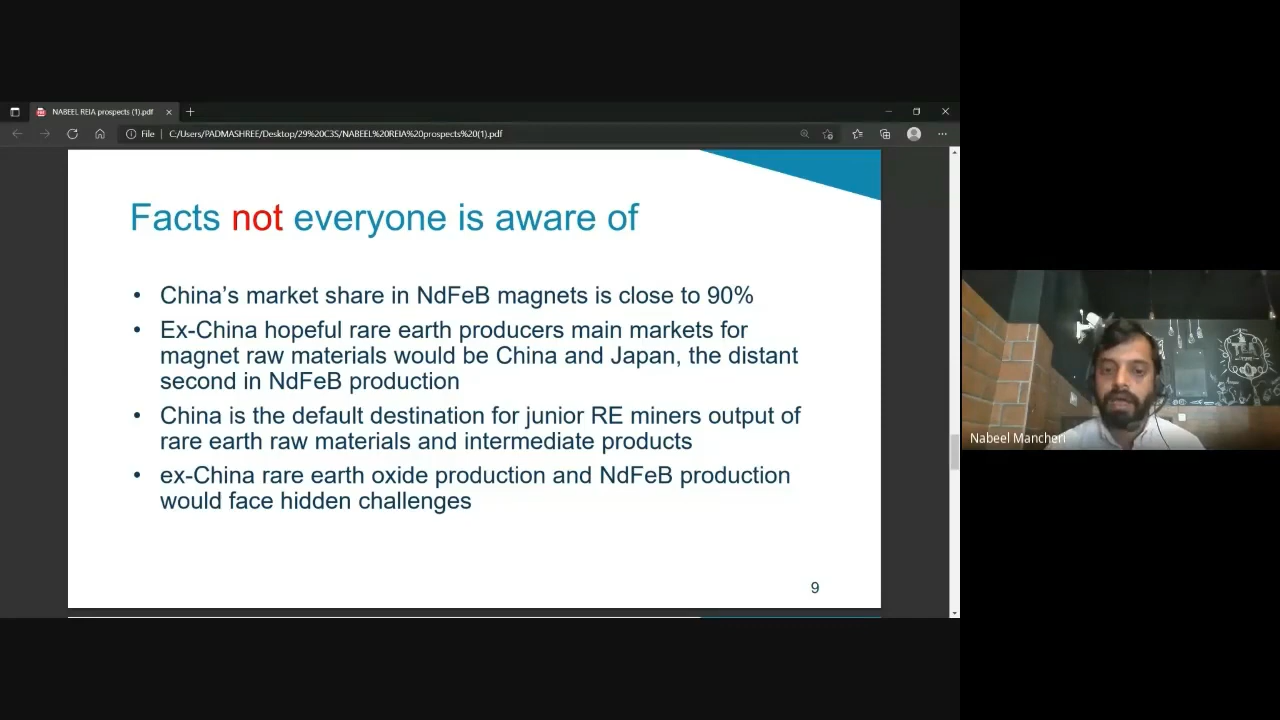 NABEEL REIA prospects (1).pdf
File
C:/Users/PADMASHREE/Desktop/29%20C3S/NABEEL%20REIA%20prospects%20(1).pdf
Facts not everyone is aware of
• China’s market share in NdFeB magnets is close to 90%
• Ex-China hopeful rare earth producers main markets for
magnet raw materials would be China and Japan, the distant
second in NdFeB production
• China is the default destination for junior RE miners output of
rare earth raw materials and intermediate products
• ex-China rare earth oxide production and NdFeB production
would face hidden challenges
9
Nabeel Mancheri